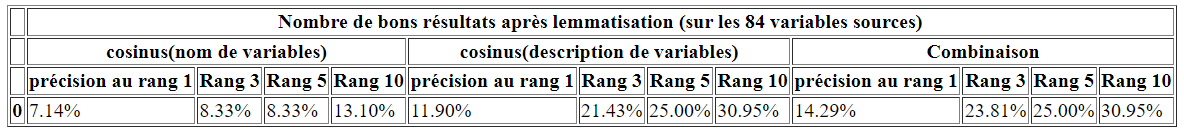 Nombre de bons résultats après lemmatisation (sur les 84 variables sources)
cosinus(nom de variables) cosinus(description de variables) Combinaison
précision au rang 1 Rang 3 Rang 5 Rang 10 précision au rang 1 Rang 3 Rang 5 Rang 10 précision au rang 1 Rang 3 Rang 5 Rang 10
0 7.14% 8.33% 8.33% 13.10% 11.90% 21.43% 25.00% 30.95% 14.29% 23.81% 25.00% 30.95%